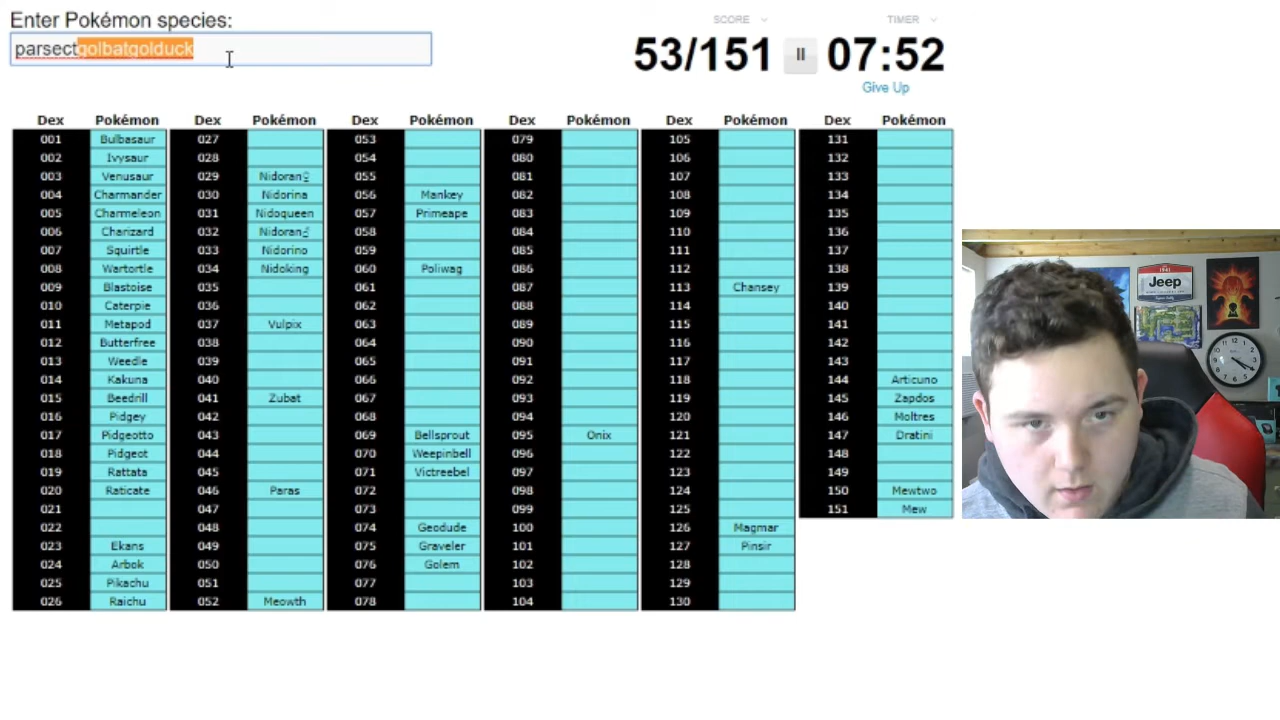 Enter Pokémon species:
parsectgolbatgolduck
SCORE
53/151
TIMER
07:52
Give Up
Dex Pokémon Dex Pokémon Dex Pokémon Dex Pokémon Dex Pokémon Dex Pokémon
001 Bulbasaur 027 053 079 105 131
002 Ivysaur 028 054 080 106 132
003 Venusaur 029 Nidoran♀ 055 081 107 133
004 Charmander 030 Nidorina 056 Mankey 082 108 134
005 Charmeleon 031 Nidoqueen 057 Primeape 083 109 135
006 Charizard 032 Nidoran♂ 058 084 110 136
007 Squirtle 033 Nidorino 059 085 111 137
008 Wartortle 034 Nidoking 060 Poliwag 086 112 138
009 Blastoise 035 061 087 113 Chansey 139
010 Caterpie 036 062 088 114 140
011 Metapod 037 Vulpix 063 089 115 141
012 Butterfree 038 064 090 116 142
013 Weedle 039 065 091 117 143
014 Kakuna 040 066 092 118 144 Articuno
015 Beedrill 041 Zubat 067 093 119 145 Zapdos
016 Pidgey 042 068 094 120 146 Moltres
017 Pidgeotto 043 069 Bellsprout 095 Onix 121 147 Dratini
018 Pidgeot 044 070 Weepinbell 096 122 148
019 Rattata 045 071 Victreebel 097 123 149
020 Raticate 046 Paras 072 098 124 150 Mewtwo
021 047 073 099 125 151 Mew
022 048 074 Geodude 100 126 Magmar
023 Ekans 049 075 Graveler 101 127 Pinsir
024 Arbok 050 076 Golem 102 128
025 Pikachu 051 077 103 129
026 Raichu 052 Meowth 078 104 130
Jeep